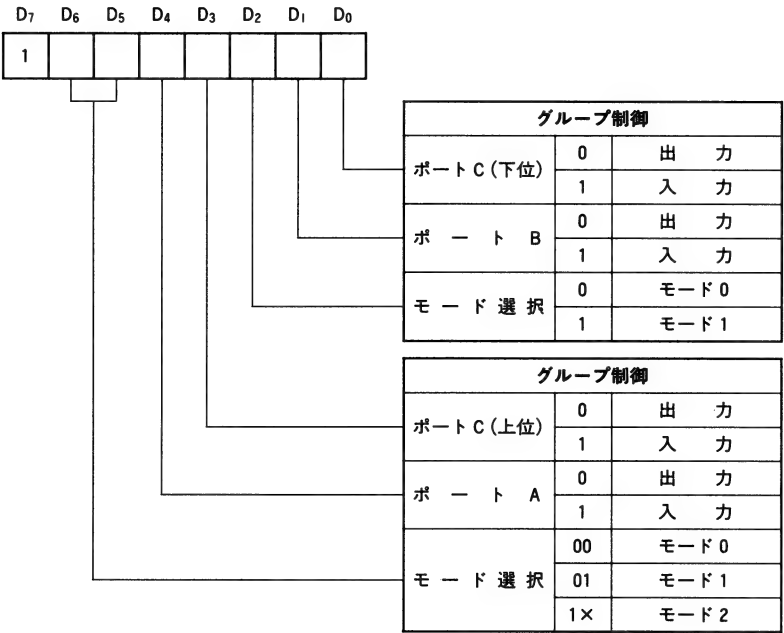 D₇ D₆ D₅ D₄ D₃ D₂ D₁ D₀
1
グループ制御
ポートC(下位) 0 出 力
1 入 力
ポ ー ト B 0 出 力
1 入 力
モ ー ド 選 択 0 モード0
1 モード1
グループ制御
ポートC(上位) 0 出 力
1 入 力
ポ ー ト A 0 出 力
1 入 力
モ ー ド 選 択 00 モード0
01 モード1
1× モード2